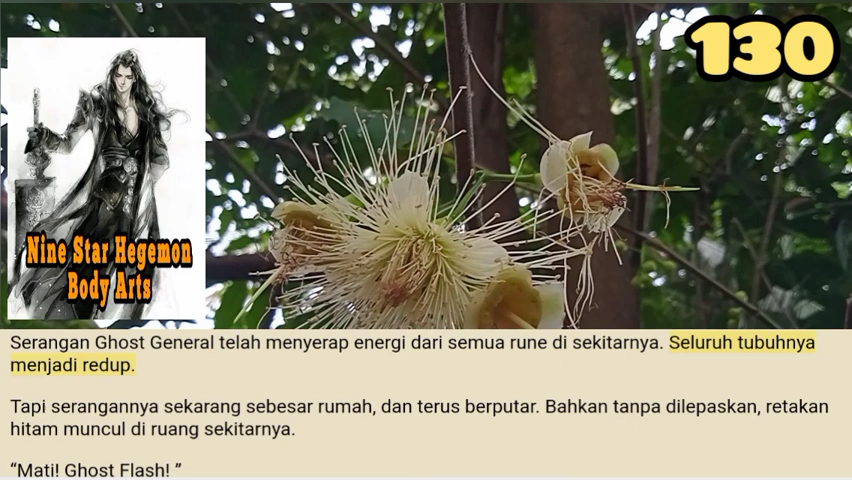 130
Nine Star Hegemon
Body Arts
Serangan Ghost General telah menyerap energi dari semua rune di sekitarnya. Seluruh tubuhnya
menjadi redup.
Tapi serangannya sekarang sebesar rumah, dan terus berputar. Bahkan tanpa dilepaskan, retakan
hitam muncul di ruang sekitarnya.
“Mati! Ghost Flash! ”